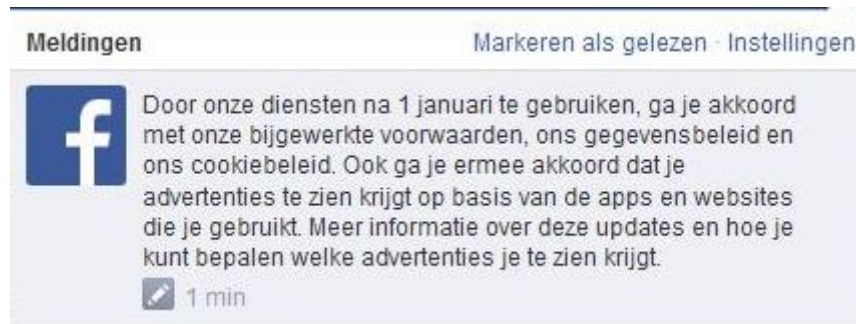 Meldingen Markeren als gelezen · Instellingen
Door onze diensten na 1 januari te gebruiken, ga je akkoord
met onze bijgewerkte voorwaarden, ons gegevensbeleid en
ons cookiebeleid. Ook ga je ermee akkoord dat je
advertenties te zien krijgt op basis van de apps en websites
die je gebruikt. Meer informatie over deze updates en hoe je
kunt bepalen welke advertenties je te zien krijgt.
1 min